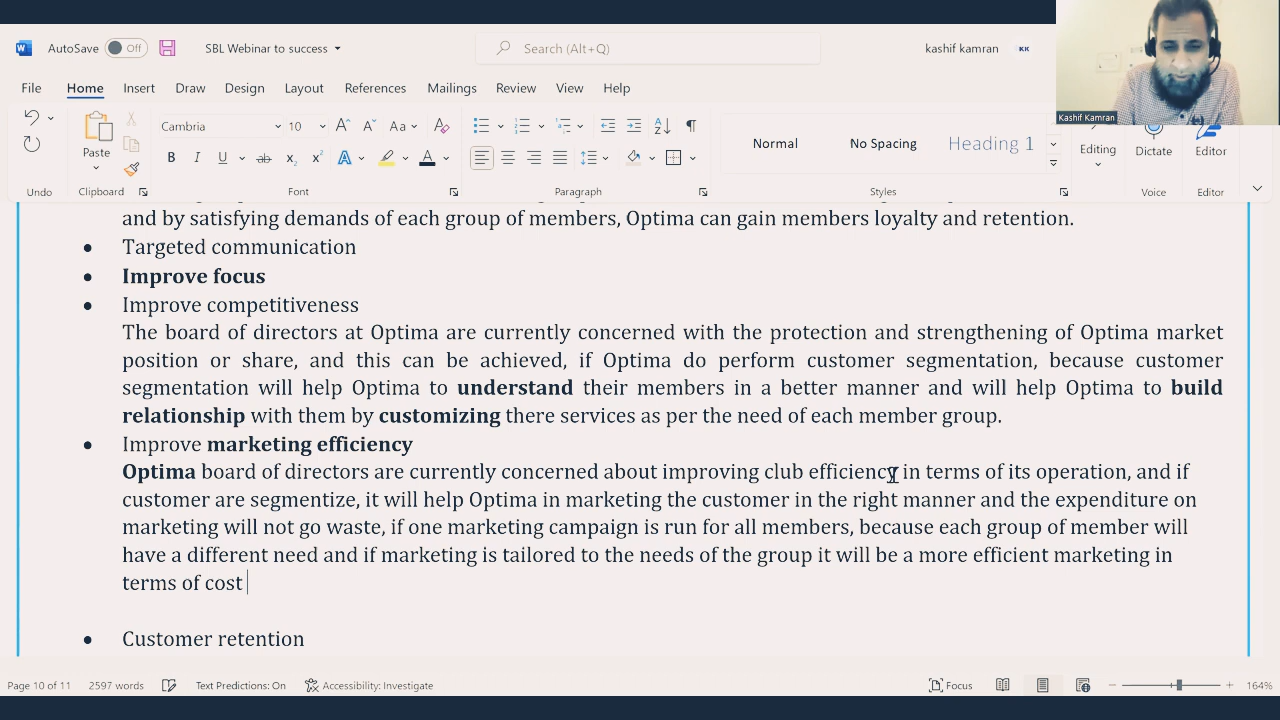 AutoSave Off SBL Webinar to success Search (Alt+Q) kashif kamran KK
File Home Insert Draw Design Layout References Mailings Review View Help
Kashif Kamran
Paste Cambria 10 Aa Normal No Spacing Heading 1 Editing Dictate Editor
Undo Clipboard Font Paragraph Styles Voice Editor
and by satisfying demands of each group of members, Optima can gain members loyalty and retention.
• Targeted communication
• Improve focus
• Improve competitiveness
The board of directors at Optima are currently concerned with the protection and strengthening of Optima market
position or share, and this can be achieved, if Optima do perform customer segmentation, because customer
segmentation will help Optima to understand their members in a better manner and will help Optima to build
relationship with them by customizing there services as per the need of each member group.
• Improve marketing efficiency
Optima board of directors are currently concerned about improving club efficiency in terms of its operation, and if
customer are segmentize, it will help Optima in marketing the customer in the right manner and the expenditure on
marketing will not go waste, if one marketing campaign is run for all members, because each group of member will
have a different need and if marketing is tailored to the needs of the group it will be a more efficient marketing in
terms of cost
• Customer retention
Page 10 of 11 2597 words Text Predictions: On Accessibility: Investigate Focus 164%